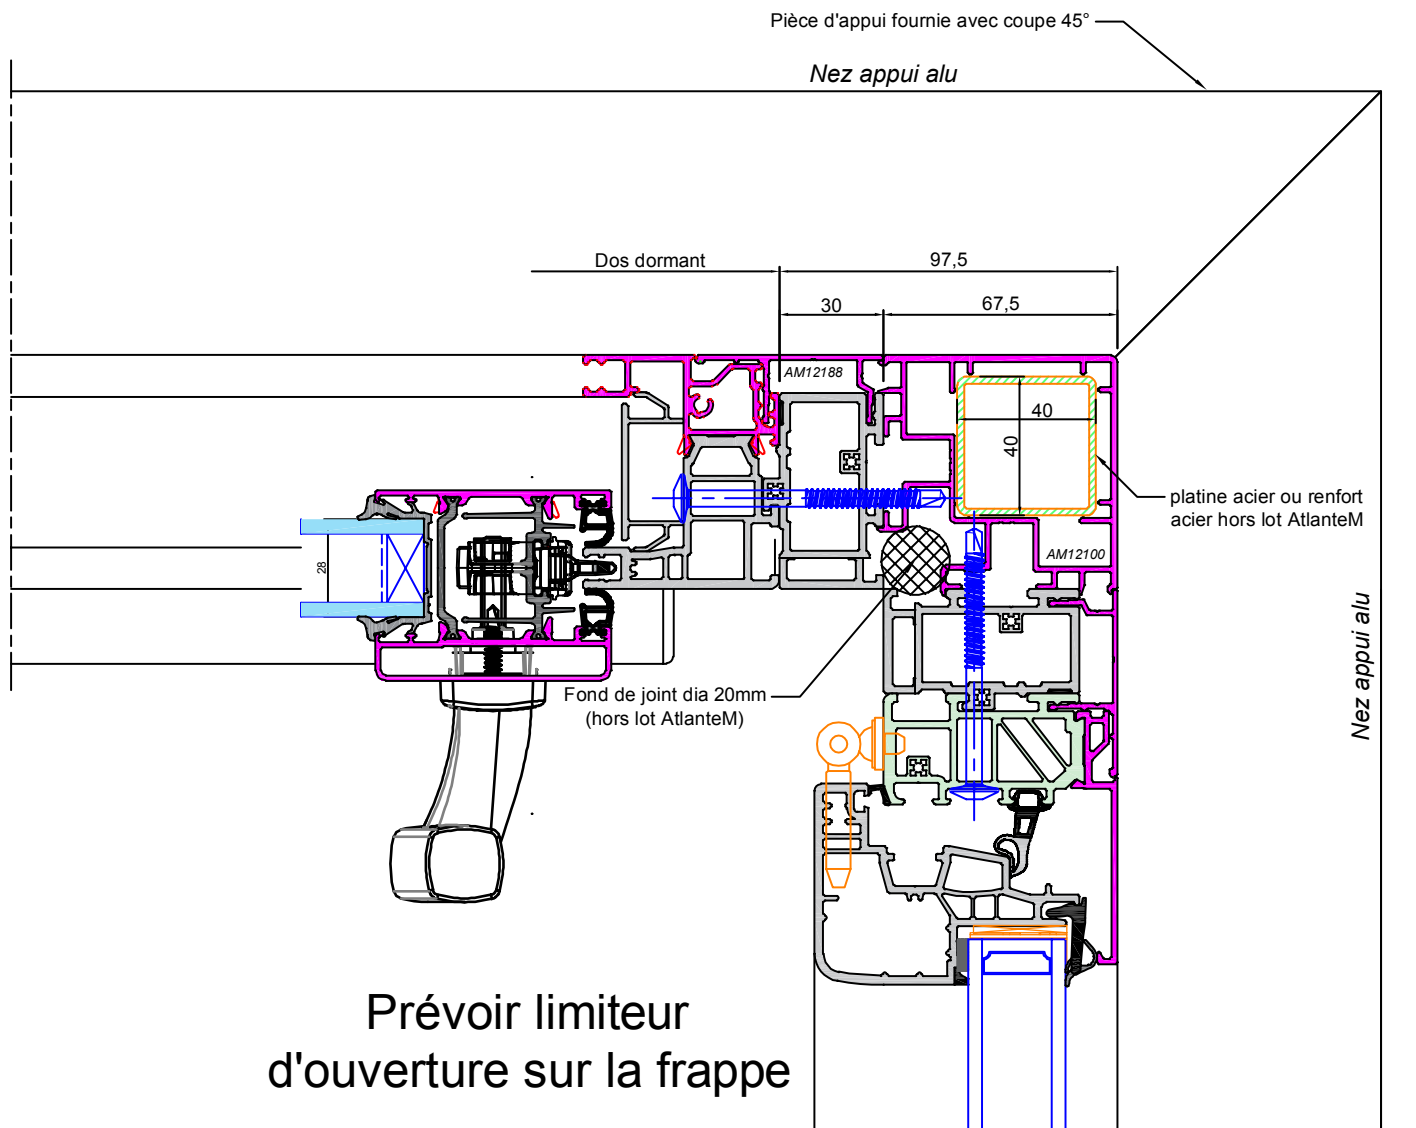 Pièce d'appui fournie avec coupe 45°
Nez appui alu
Dos dormant
97,5
30
67,5
AM12188
40
40
platine acier ou renfort
acier hors lot AtlanteM
AM12100
28
Fond de joint dia 20mm
(hors lot AtlanteM)
Nez appui alu
Prévoir limiteur
d'ouverture sur la frappe